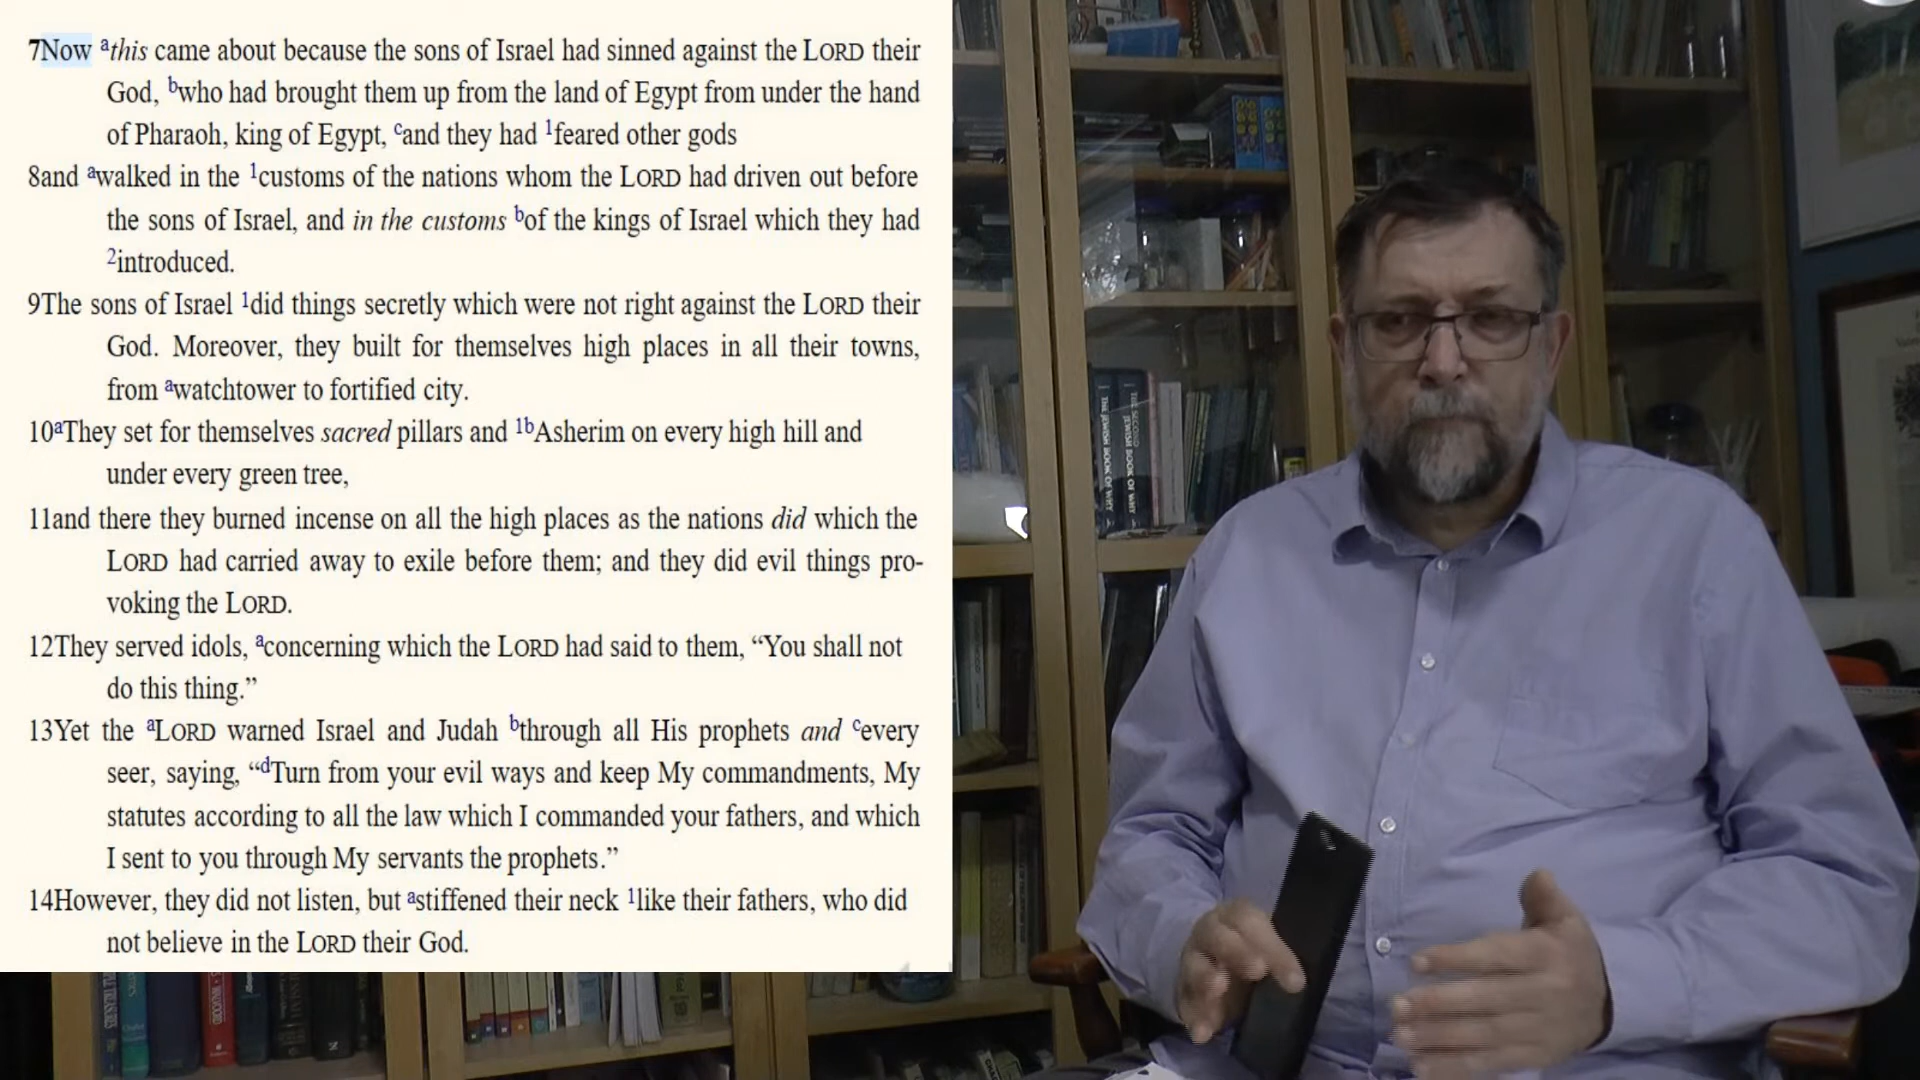 7Now ᵃthis came about because the sons of Israel had sinned against the LORD their
God, ᵇwho had brought them up from the land of Egypt from under the hand
of Pharaoh, king of Egypt, ᶜand they had ¹feared other gods
8and ᵃwalked in the ¹customs of the nations whom the LORD had driven out before
the sons of Israel, and in the customs ᵇof the kings of Israel which they had
²introduced.
9The sons of Israel ¹did things secretly which were not right against the LORD their
God. Moreover, they built for themselves high places in all their towns,
from ᵃwatchtower to fortified city.
10ᵃThey set for themselves sacred pillars and ¹ᵇAsherim on every high hill and
under every green tree,
11and there they burned incense on all the high places as the nations did which the
LORD had carried away to exile before them; and they did evil things pro-
voking the LORD.
12They served idols, ᵃconcerning which the LORD had said to them, “You shall not
do this thing.”
13Yet the ᵃLORD warned Israel and Judah ᵇthrough all His prophets and ᶜevery
seer, saying, “ᵈTurn from your evil ways and keep My commandments, My
statutes according to all the law which I commanded your fathers, and which
I sent to you through My servants the prophets.”
14However, they did not listen, but ᵃstiffened their neck ¹like their fathers, who did
not believe in the LORD their God.
THE JEWISH BOOK OF WHY
THE SECOND JEWISH BOOK OF WHY
WALVOORD